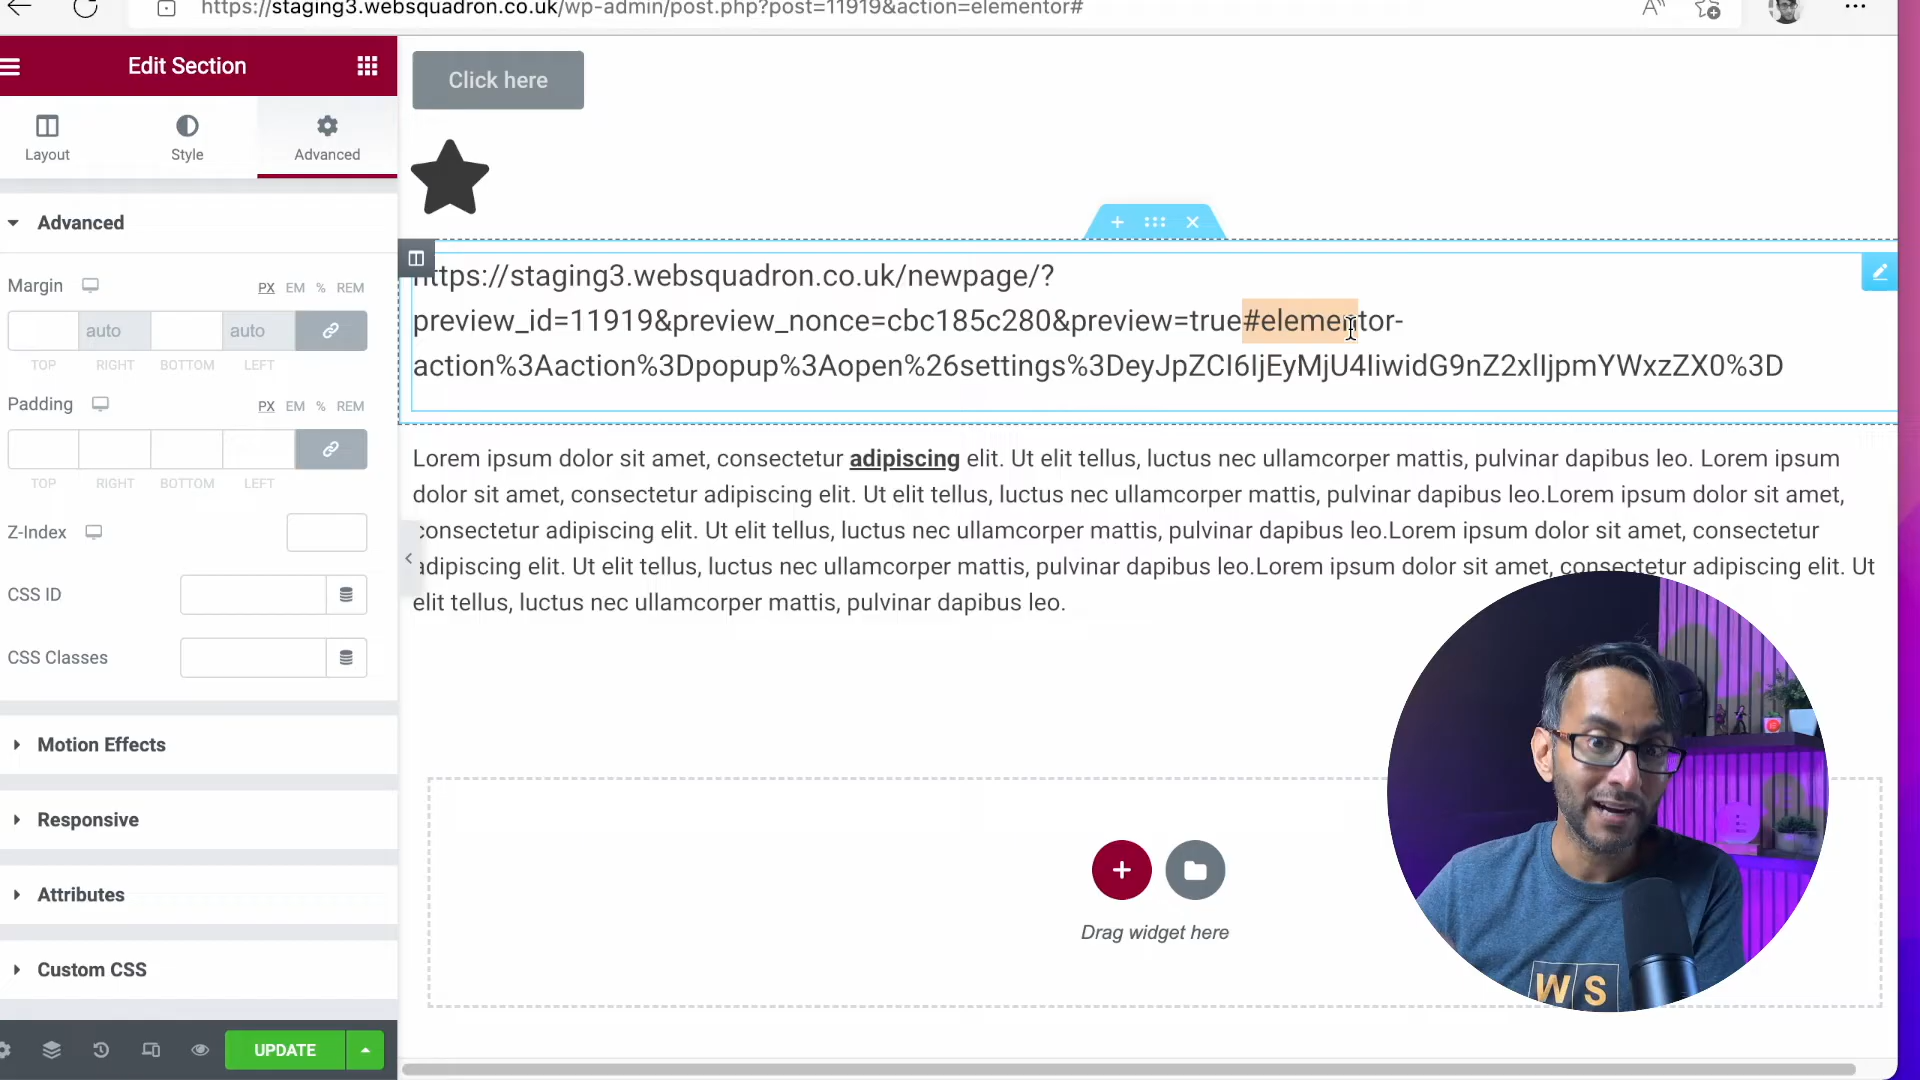 https://staging3.websquadron.co.uk/wp-admin/post.php?post=11919&action=elementor#
Edit Section
Click here
Layout
Style
Advanced
Advanced
Margin
PX EM % REM
auto
auto
TOP RIGHT BOTTOM LEFT
Padding
PX EM % REM
TOP RIGHT BOTTOM LEFT
Z-Index
CSS ID
CSS Classes
Motion Effects
Responsive
Attributes
Custom CSS
UPDATE
https://staging3.websquadron.co.uk/newpage/?
preview_id=11919&preview_nonce=cbc185c280&preview=true#elementor-
action%3Aaction%3Dpopup%3Aopen%26settings%3DeyJpZCI6IjEyMjU4IiwidG9nZ2xlIjpmYWxzZX0%3D
Lorem ipsum dolor sit amet, consectetur adipiscing elit. Ut elit tellus, luctus nec ullamcorper mattis, pulvinar dapibus leo. Lorem ipsum
dolor sit amet, consectetur adipiscing elit. Ut elit tellus, luctus nec ullamcorper mattis, pulvinar dapibus leo.Lorem ipsum dolor sit amet,
consectetur adipiscing elit. Ut elit tellus, luctus nec ullamcorper mattis, pulvinar dapibus leo.Lorem ipsum dolor sit amet, consectetur
adipiscing elit. Ut elit tellus, luctus nec ullamcorper mattis, pulvinar dapibus leo.Lorem ipsum dolor sit amet, consectetur adipiscing elit. Ut
elit tellus, luctus nec ullamcorper mattis, pulvinar dapibus leo.
Drag widget here
W S